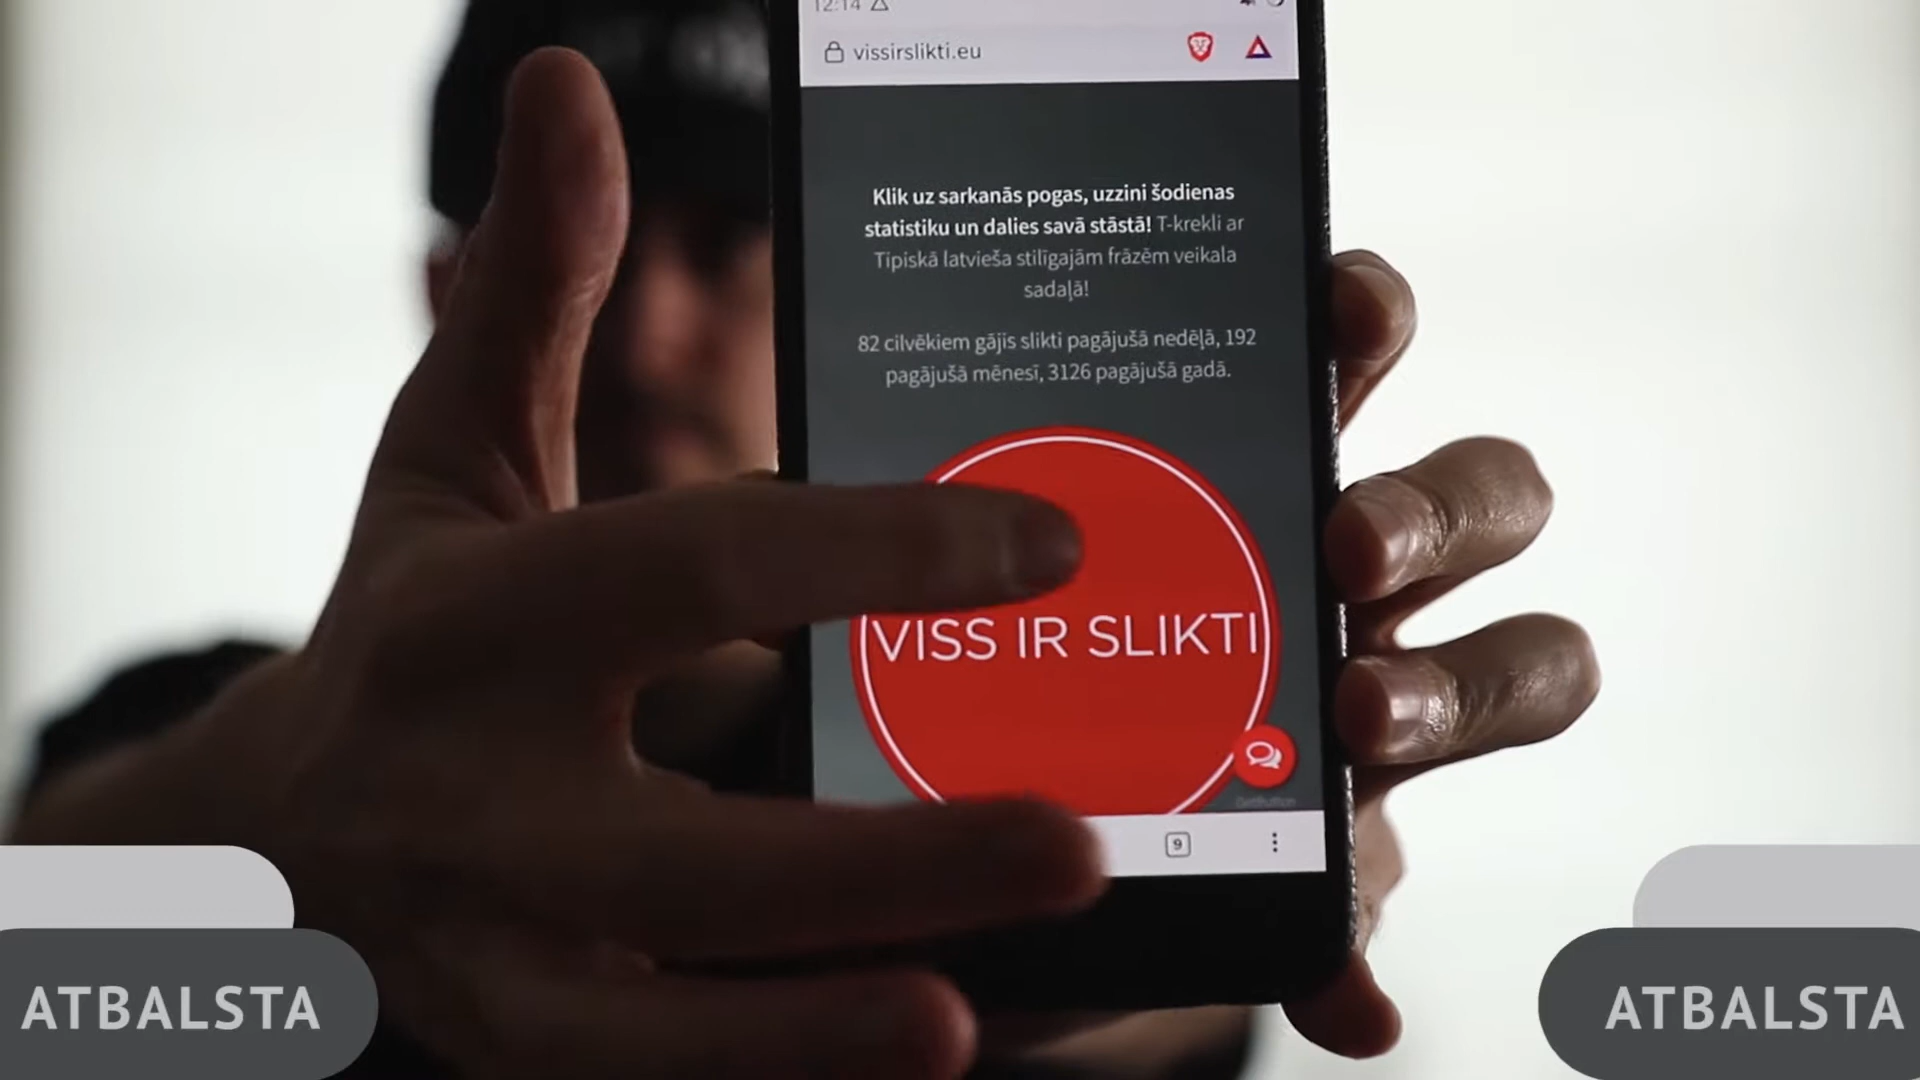 12:14
vissirslikti.eu
Klik uz sarkanās pogas, uzzini šodienas
statistiku un dalies savā stāstā! T-krekli ar
Tipiskā latvieša stilīgajām frāzēm veikala
sadaļā!
82 cilvēkiem gājis slikti pagājušā nedēļā, 192
pagājušā mēnesī, 3126 pagājušā gadā.
VISS IR SLIKTI
GetButton
9
ATBALSTA
ATBALSTA